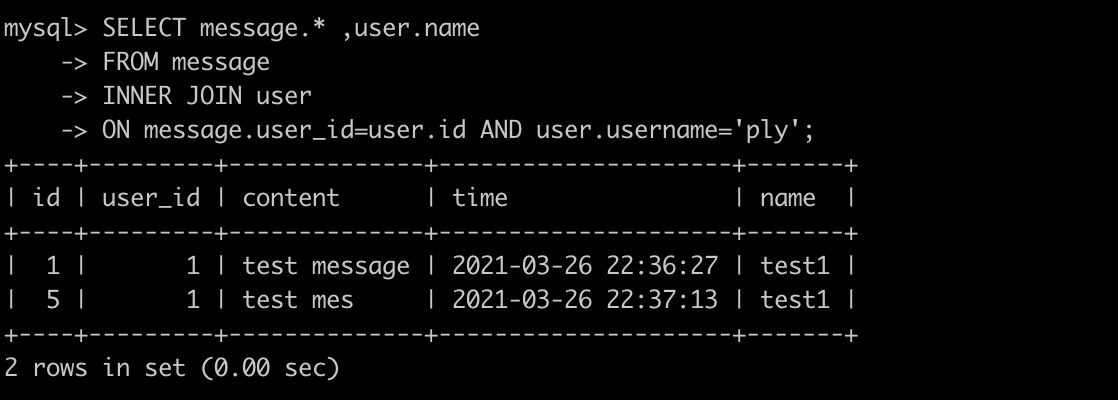 mysql> SELECT message.* ,user.name
    -> FROM message
    -> INNER JOIN user
    -> ON message.user_id=user.id AND user.username='ply';
+----+---------+--------------+---------------------+-------+
| id | user_id | content      | time                | name  |
+----+---------+--------------+---------------------+-------+
|  1 |       1 | test message | 2021-03-26 22:36:27 | test1 |
|  5 |       1 | test mes     | 2021-03-26 22:37:13 | test1 |
+----+---------+--------------+---------------------+-------+
2 rows in set (0.00 sec)